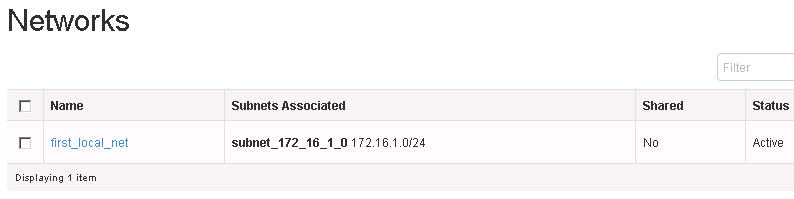 Networks
Filter
Name Subnets Associated Shared Status
first_local_net subnet_172_16_1_0 172.16.1.0/24 No Active
Displaying 1 item